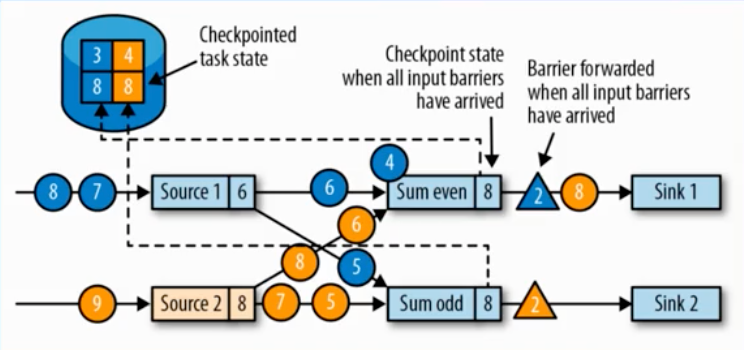 Checkpointed
task state
3 4
8 8
Checkpoint state
when all input barriers
have arrived
Barrier forwarded
when all input barriers
have arrived
4
8 7 Source 1 6 6 Sum even 8 2 8 Sink 1
6
8 5
9 Source 2 8 7 5 Sum odd 8 2 Sink 2